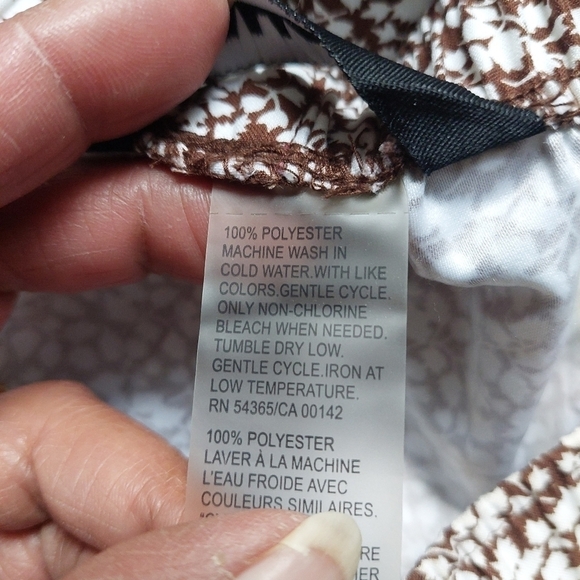 100% POLYESTER
MACHINE WASH IN
COLD WATER.WITH LIKE
COLORS.GENTLE CYCLE.
ONLY NON-CHLORINE
BLEACH WHEN NEEDED.
TUMBLE DRY LOW.
GENTLE CYCLE.IRON AT
LOW TEMPERATURE.
RN 54365/CA 00142
100% POLYESTER
LAVER À LA MACHINE
L'EAU FROIDE AVEC
COULEURS SIMILAIRES.